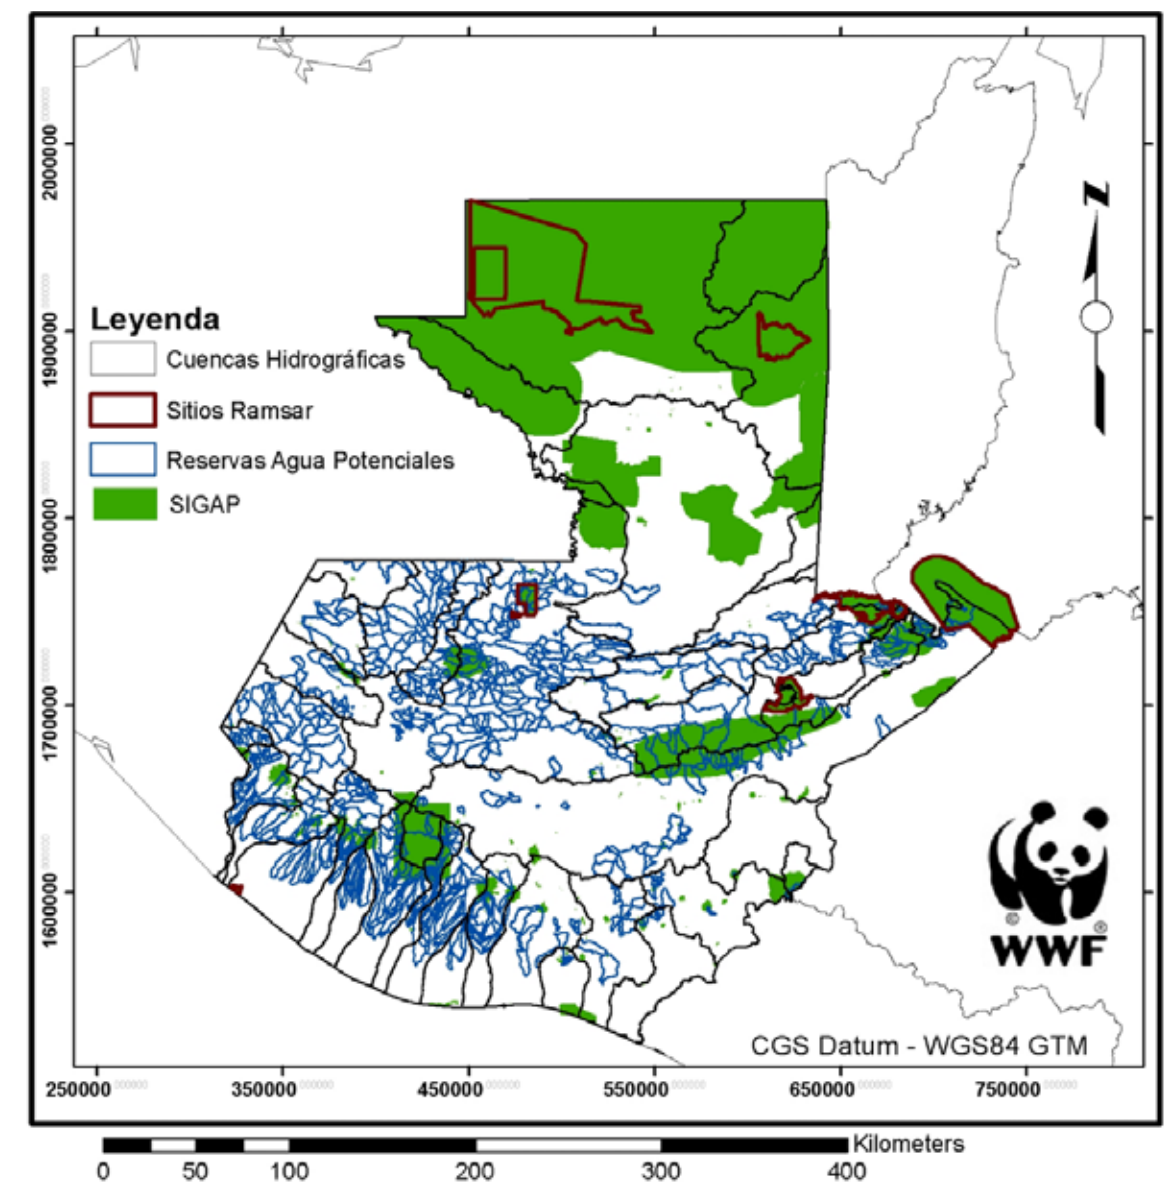 2000000
1900000
1800000
1700000
1600000
N
Leyenda
Cuencas Hidrográficas
Sitios Ramsar
Reservas Agua Potenciales
SIGAP
©
®
WWF
CGS Datum - WGS84 GTM
250000 350000 450000 550000 650000 750000
Kilometers
0 50 100 200 300 400